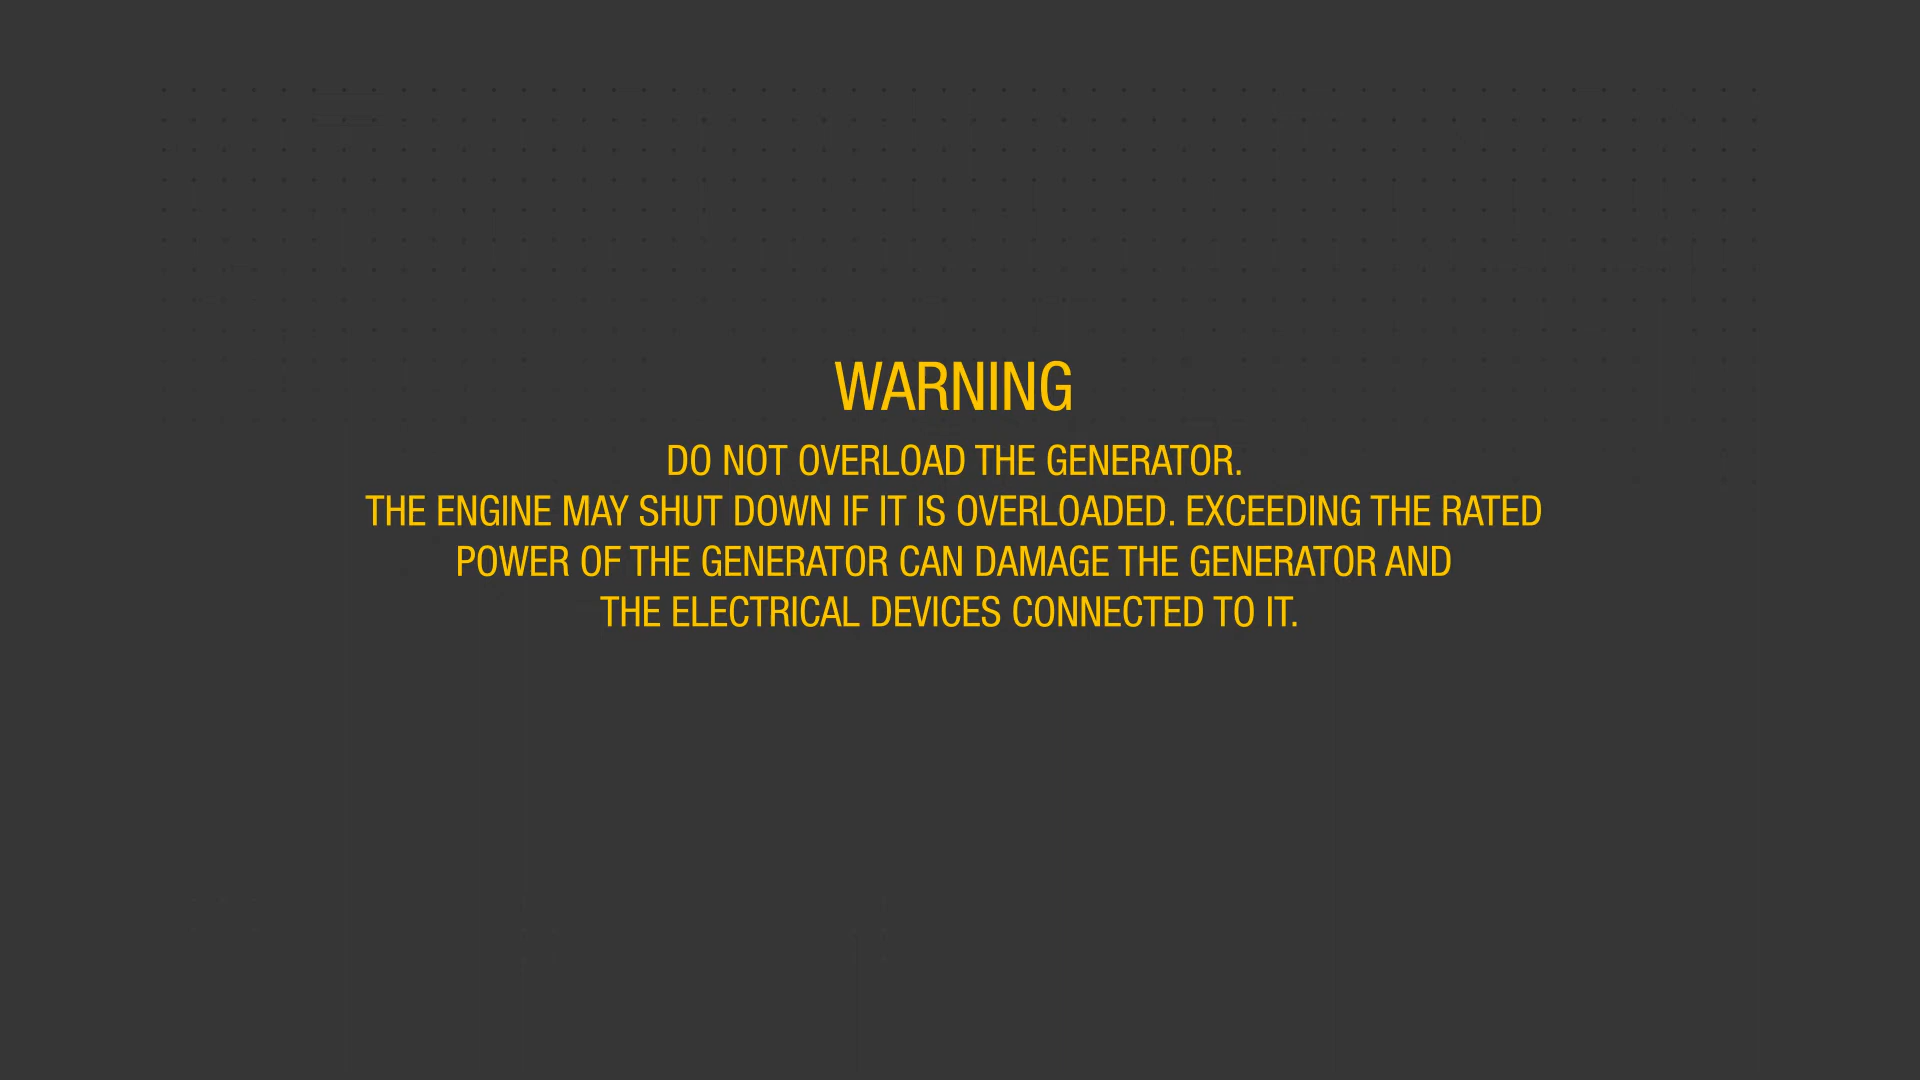 WARNING
DO NOT OVERLOAD THE GENERATOR.
THE ENGINE MAY SHUT DOWN IF IT IS OVERLOADED. EXCEEDING THE RATED
POWER OF THE GENERATOR CAN DAMAGE THE GENERATOR AND
THE ELECTRICAL DEVICES CONNECTED TO IT.